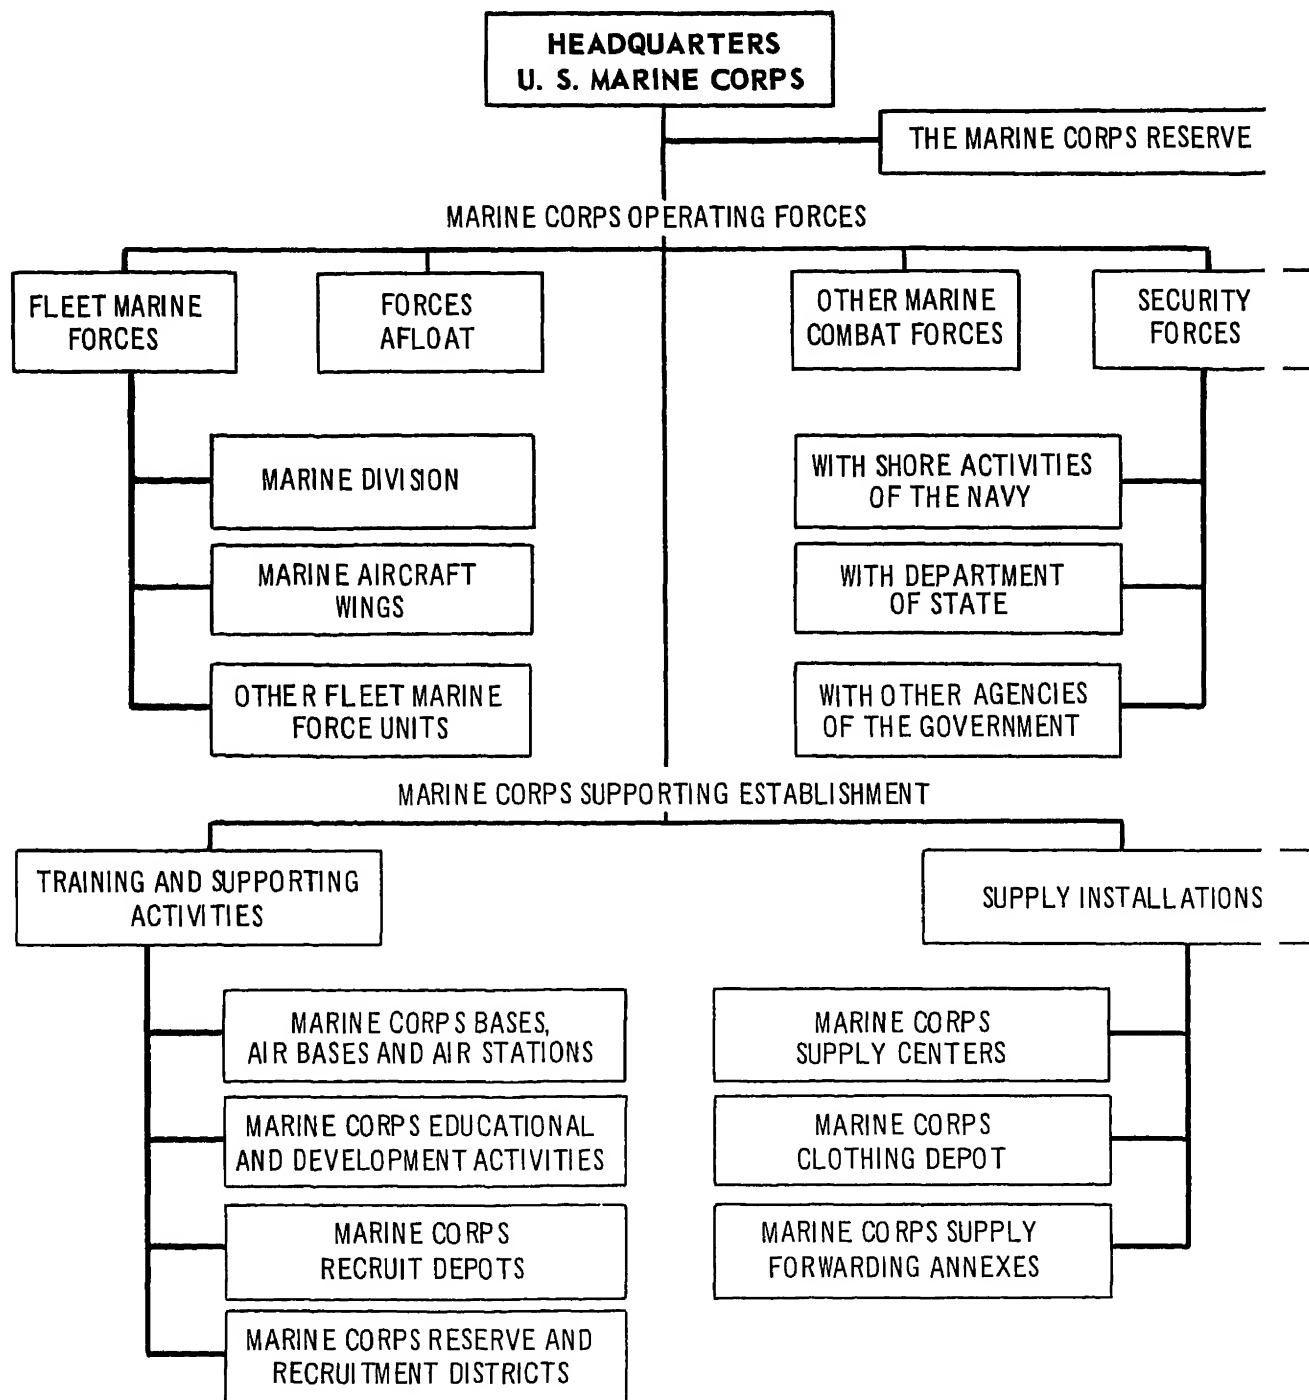 HEADQUARTERS
U. S. MARINE CORPS
THE MARINE CORPS RESERVE
MARINE CORPS OPERATING FORCES
FLEET MARINE
FORCES
FORCES
AFLOAT
OTHER MARINE
COMBAT FORCES
SECURITY
FORCES
MARINE DIVISION
MARINE AIRCRAFT
WINGS
OTHER FLEET MARINE
FORCE UNITS
WITH SHORE ACTIVITIES
OF THE NAVY
WITH DEPARTMENT
OF STATE
WITH OTHER AGENCIES
OF THE GOVERNMENT
MARINE CORPS SUPPORTING ESTABLISHMENT
TRAINING AND SUPPORTING
ACTIVITIES
SUPPLY INSTALLATIONS
MARINE CORPS BASES,
AIR BASES AND AIR STATIONS
MARINE CORPS EDUCATIONAL
AND DEVELOPMENT ACTIVITIES
MARINE CORPS
RECRUIT DEPOTS
MARINE CORPS RESERVE AND
RECRUITMENT DISTRICTS
MARINE CORPS
SUPPLY CENTERS
MARINE CORPS
CLOTHING DEPOT
MARINE CORPS SUPPLY
FORWARDING ANNEXES